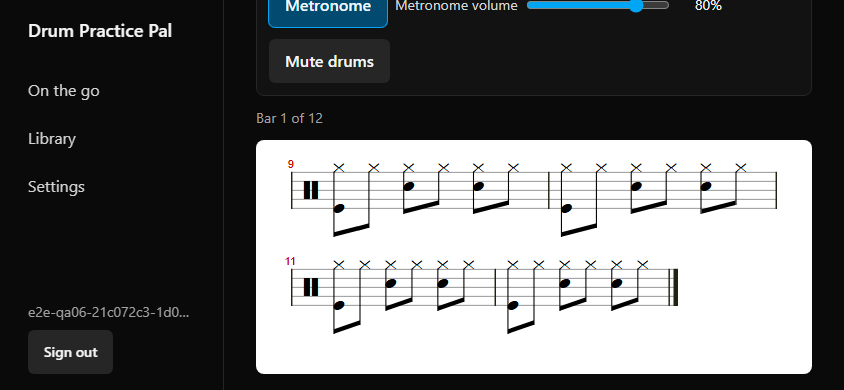 Drum Practice Pal
On the go
Library
Settings
e2e-qa06-21c072c3-1d0...
Sign out
Metronome
Metronome volume
80%
Mute drums
Bar 1 of 12
9
11